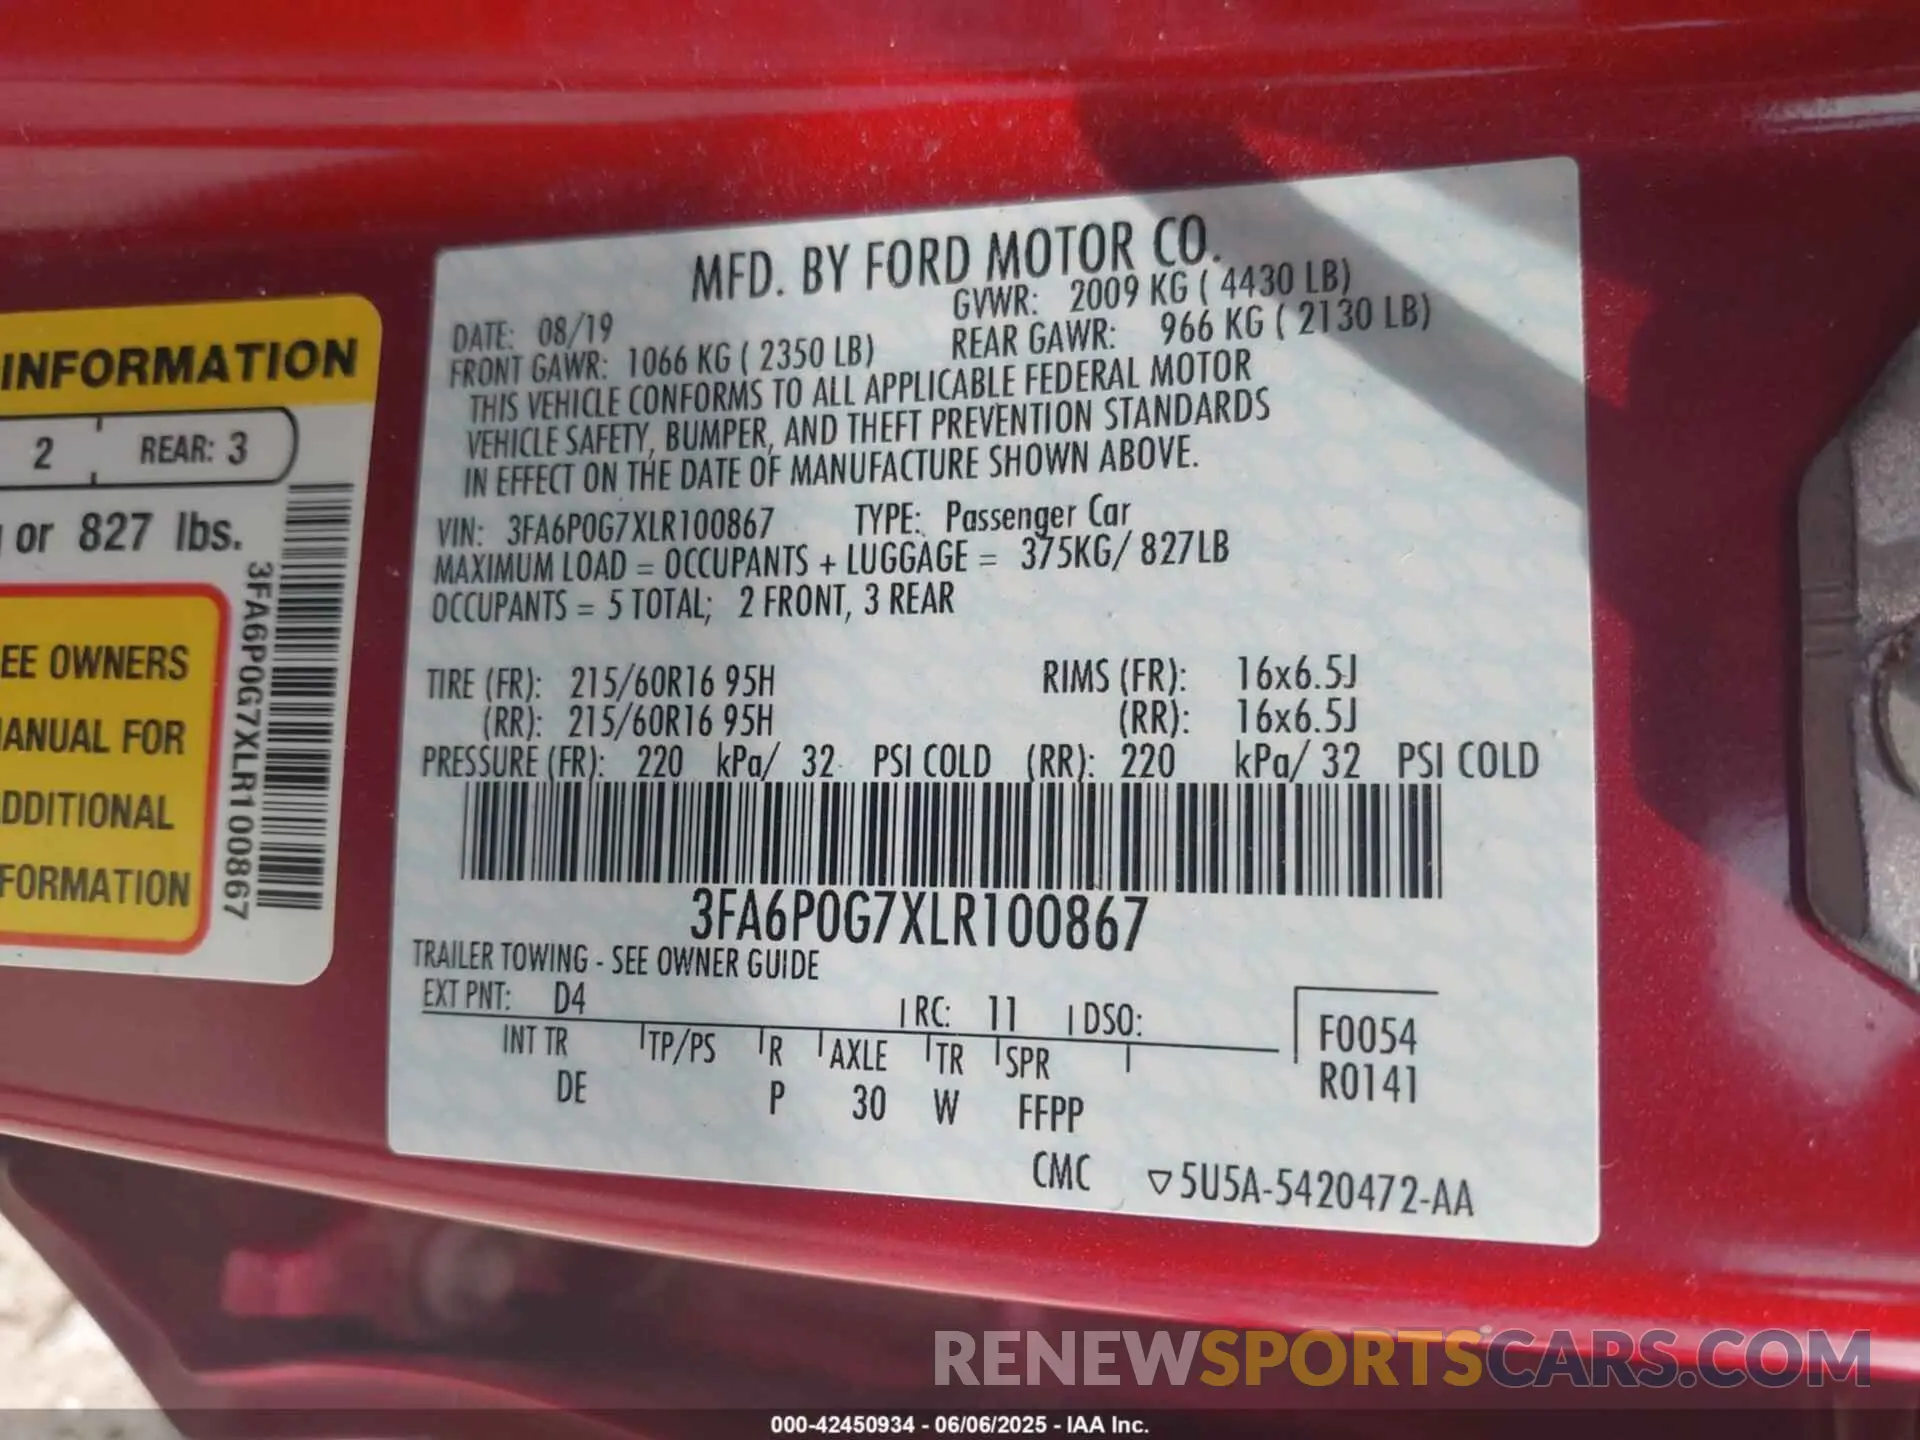 INFORMATION
2 REAR: 3
or 827 lbs.
EE OWNERS
ANUAL FOR
DDITIONAL
FORMATION
3FA6P0G7XLR100867
MFD. BY FORD MOTOR CO.
DATE: 08/19 GVWR: 2009 KG ( 4430 LB)
FRONT GAWR: 1066 KG ( 2350 LB) REAR GAWR: 966 KG ( 2130 LB)
THIS VEHICLE CONFORMS TO ALL APPLICABLE FEDERAL MOTOR
VEHICLE SAFETY, BUMPER, AND THEFT PREVENTION STANDARDS
IN EFFECT ON THE DATE OF MANUFACTURE SHOWN ABOVE.
VIN: 3FA6P0G7XLR100867 TYPE: Passenger Car
MAXIMUM LOAD = OCCUPANTS + LUGGAGE = 375KG/ 827LB
OCCUPANTS = 5 TOTAL; 2 FRONT, 3 REAR
TIRE (FR): 215/60R16 95H RIMS (FR): 16x6.5J
(RR): 215/60R16 95H (RR): 16x6.5J
PRESSURE (FR): 220 kPa/ 32 PSI COLD (RR): 220 kPa/ 32 PSI COLD
3FA6P0G7XLR100867
TRAILER TOWING - SEE OWNER GUIDE
EXT PNT: D4 RC: 11 DSO:
INT TR TP/PS R AXLE TR SPR
DE P 30 W FFPP
F0054
R0141
CMC ▽5U5A-5420472-AA
RENEWSPORTSCARS.COM
000-42450934 - 06/06/2025 - IAA Inc.